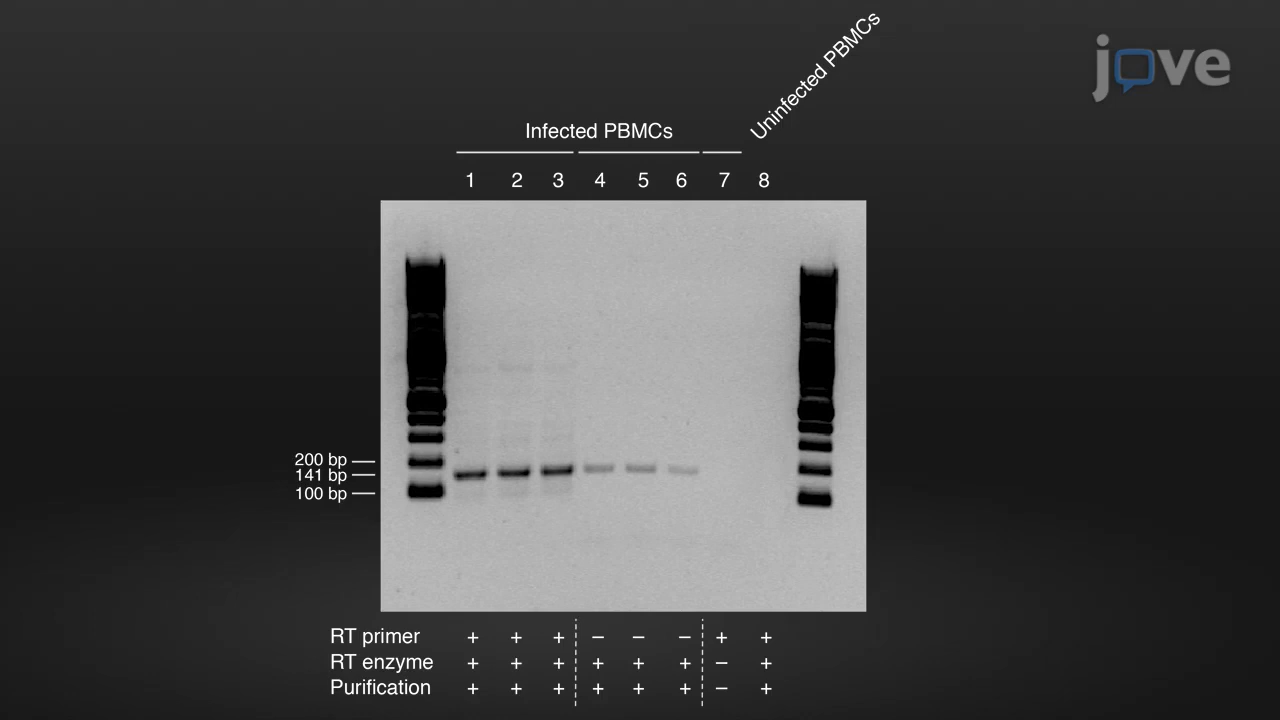 jove
Uninfected PBMCs
Infected PBMCs
1 2 3 4 5 6 7 8
200 bp
141 bp
100 bp
RT primer + + + − − − + +
RT enzyme + + + + + + − +
Purification + + + + + + − +